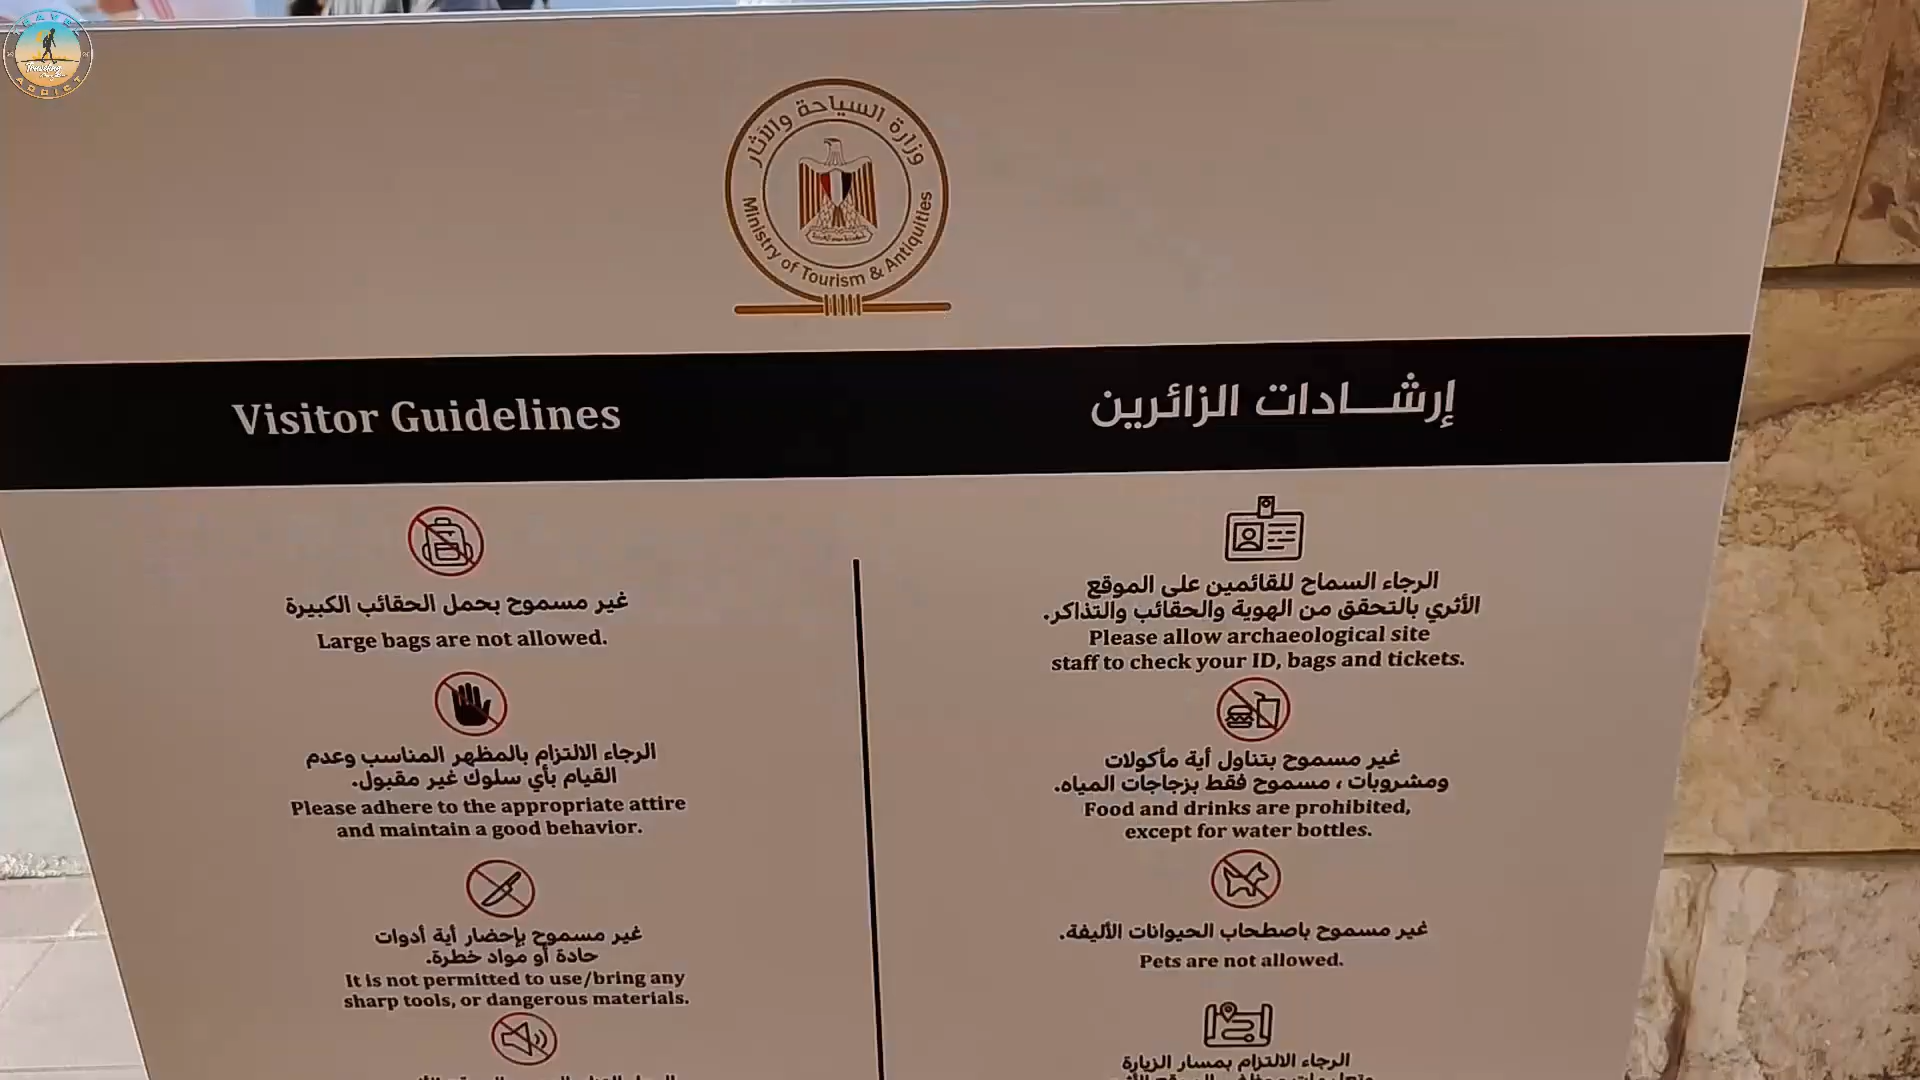 وزارة السياحة والآثار
Ministry of Tourism & Antiquities
Visitor Guidelines
إرشـــادات الزائرين
غير مسموح بحمل الحقائب الكبيرة
Large bags are not allowed.
الرجاء الالتزام بالمظهر المناسب وعدم
القيام بأي سلوك غير مقبول.
Please adhere to the appropriate attire
and maintain a good behavior.
غير مسموح بإحضار أية أدوات
حادة أو مواد خطرة.
It is not permitted to use/bring any
sharp tools, or dangerous materials.
الرجاء السماح للقائمين على الموقع
الأثري بالتحقق من الهوية والحقائب والتذاكر.
Please allow archaeological site
staff to check your ID, bags and tickets.
غير مسموح بتناول أية مأكولات
ومشروبات ، مسموح فقط بزجاجات المياه.
Food and drinks are prohibited,
except for water bottles.
غير مسموح باصطحاب الحيوانات الأليفة.
Pets are not allowed.
الرجاء الالتزام بمسار الزيارة